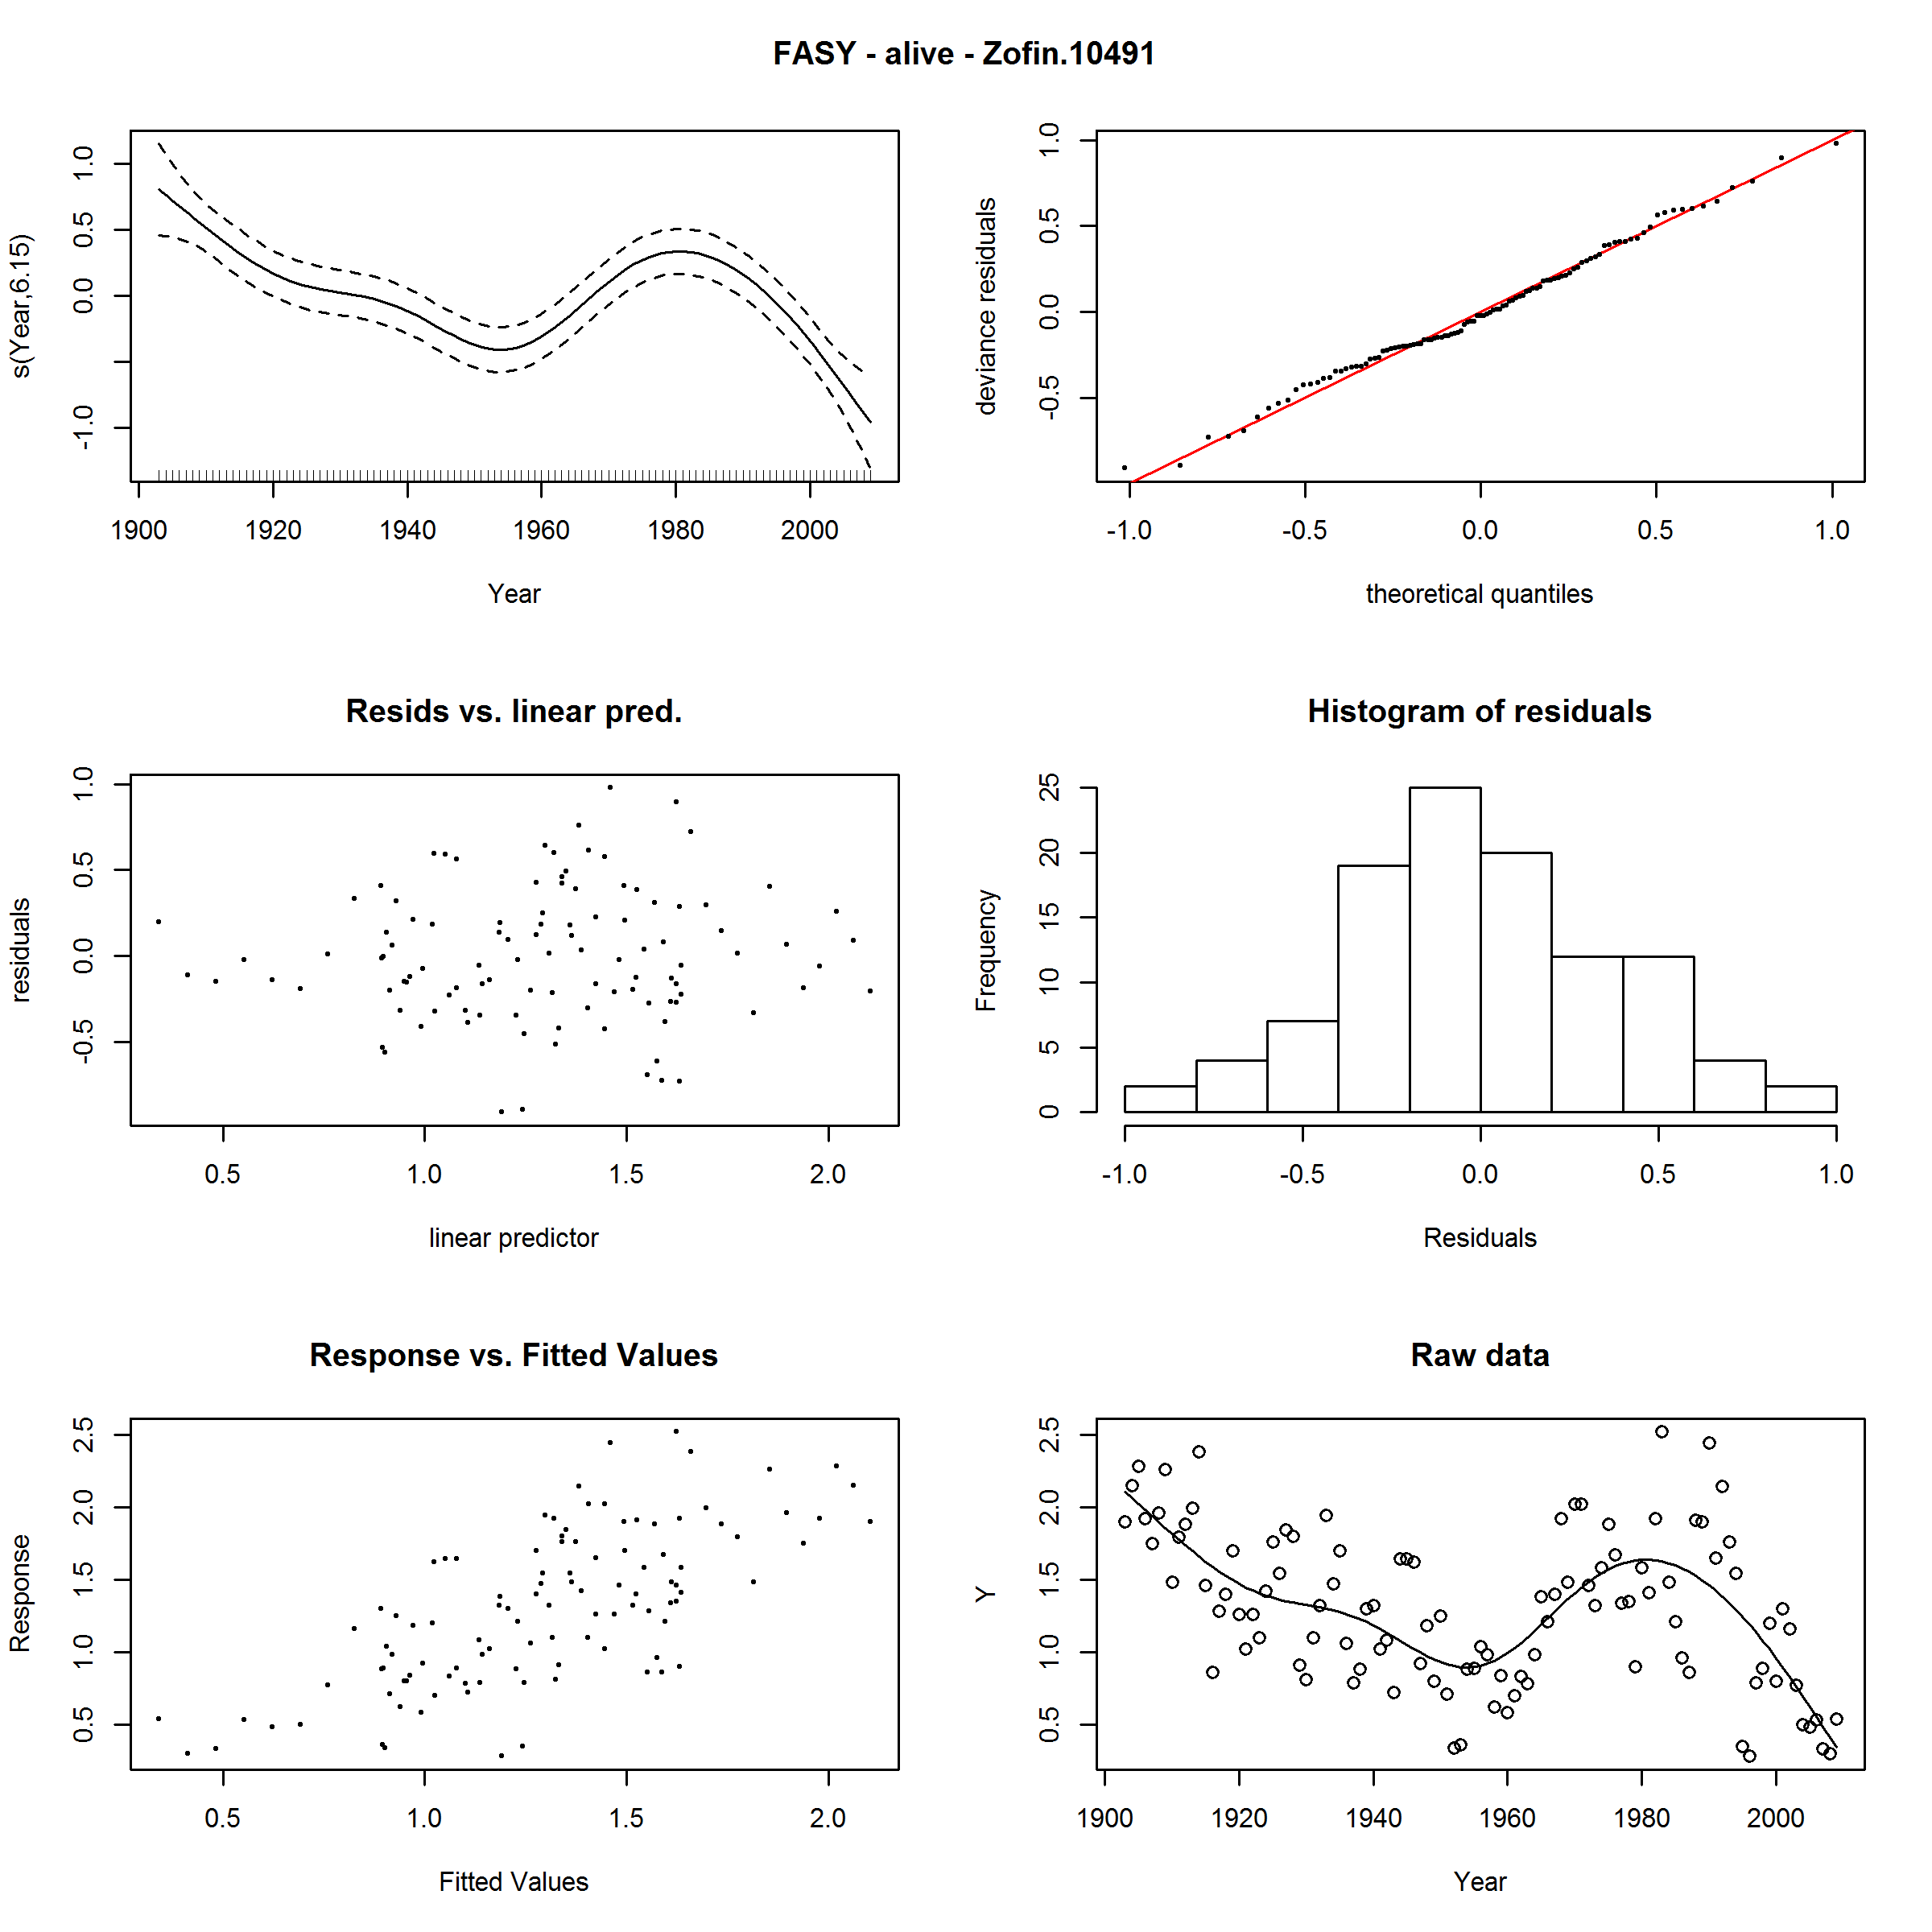 FASY - alive - Zofin.10491
s(Year,6.15)
1.0
0.5
0.0
-1.0
1900 1920 1940 1960 1980 2000
Year
deviance residuals
1.0
0.5
0.0
-0.5
-1.0 -0.5 0.0 0.5 1.0
theoretical quantiles
Resids vs. linear pred.
residuals
1.0
0.5
0.0
-0.5
0.5 1.0 1.5 2.0
linear predictor
Histogram of residuals
Frequency
25
20
15
10
5
0
-1.0 -0.5 0.0 0.5 1.0
Residuals
Response vs. Fitted Values
Response
2.5
2.0
1.5
1.0
0.5
0.5 1.0 1.5 2.0
Fitted Values
Raw data
Y
2.5
2.0
1.5
1.0
0.5
1900 1920 1940 1960 1980 2000
Year